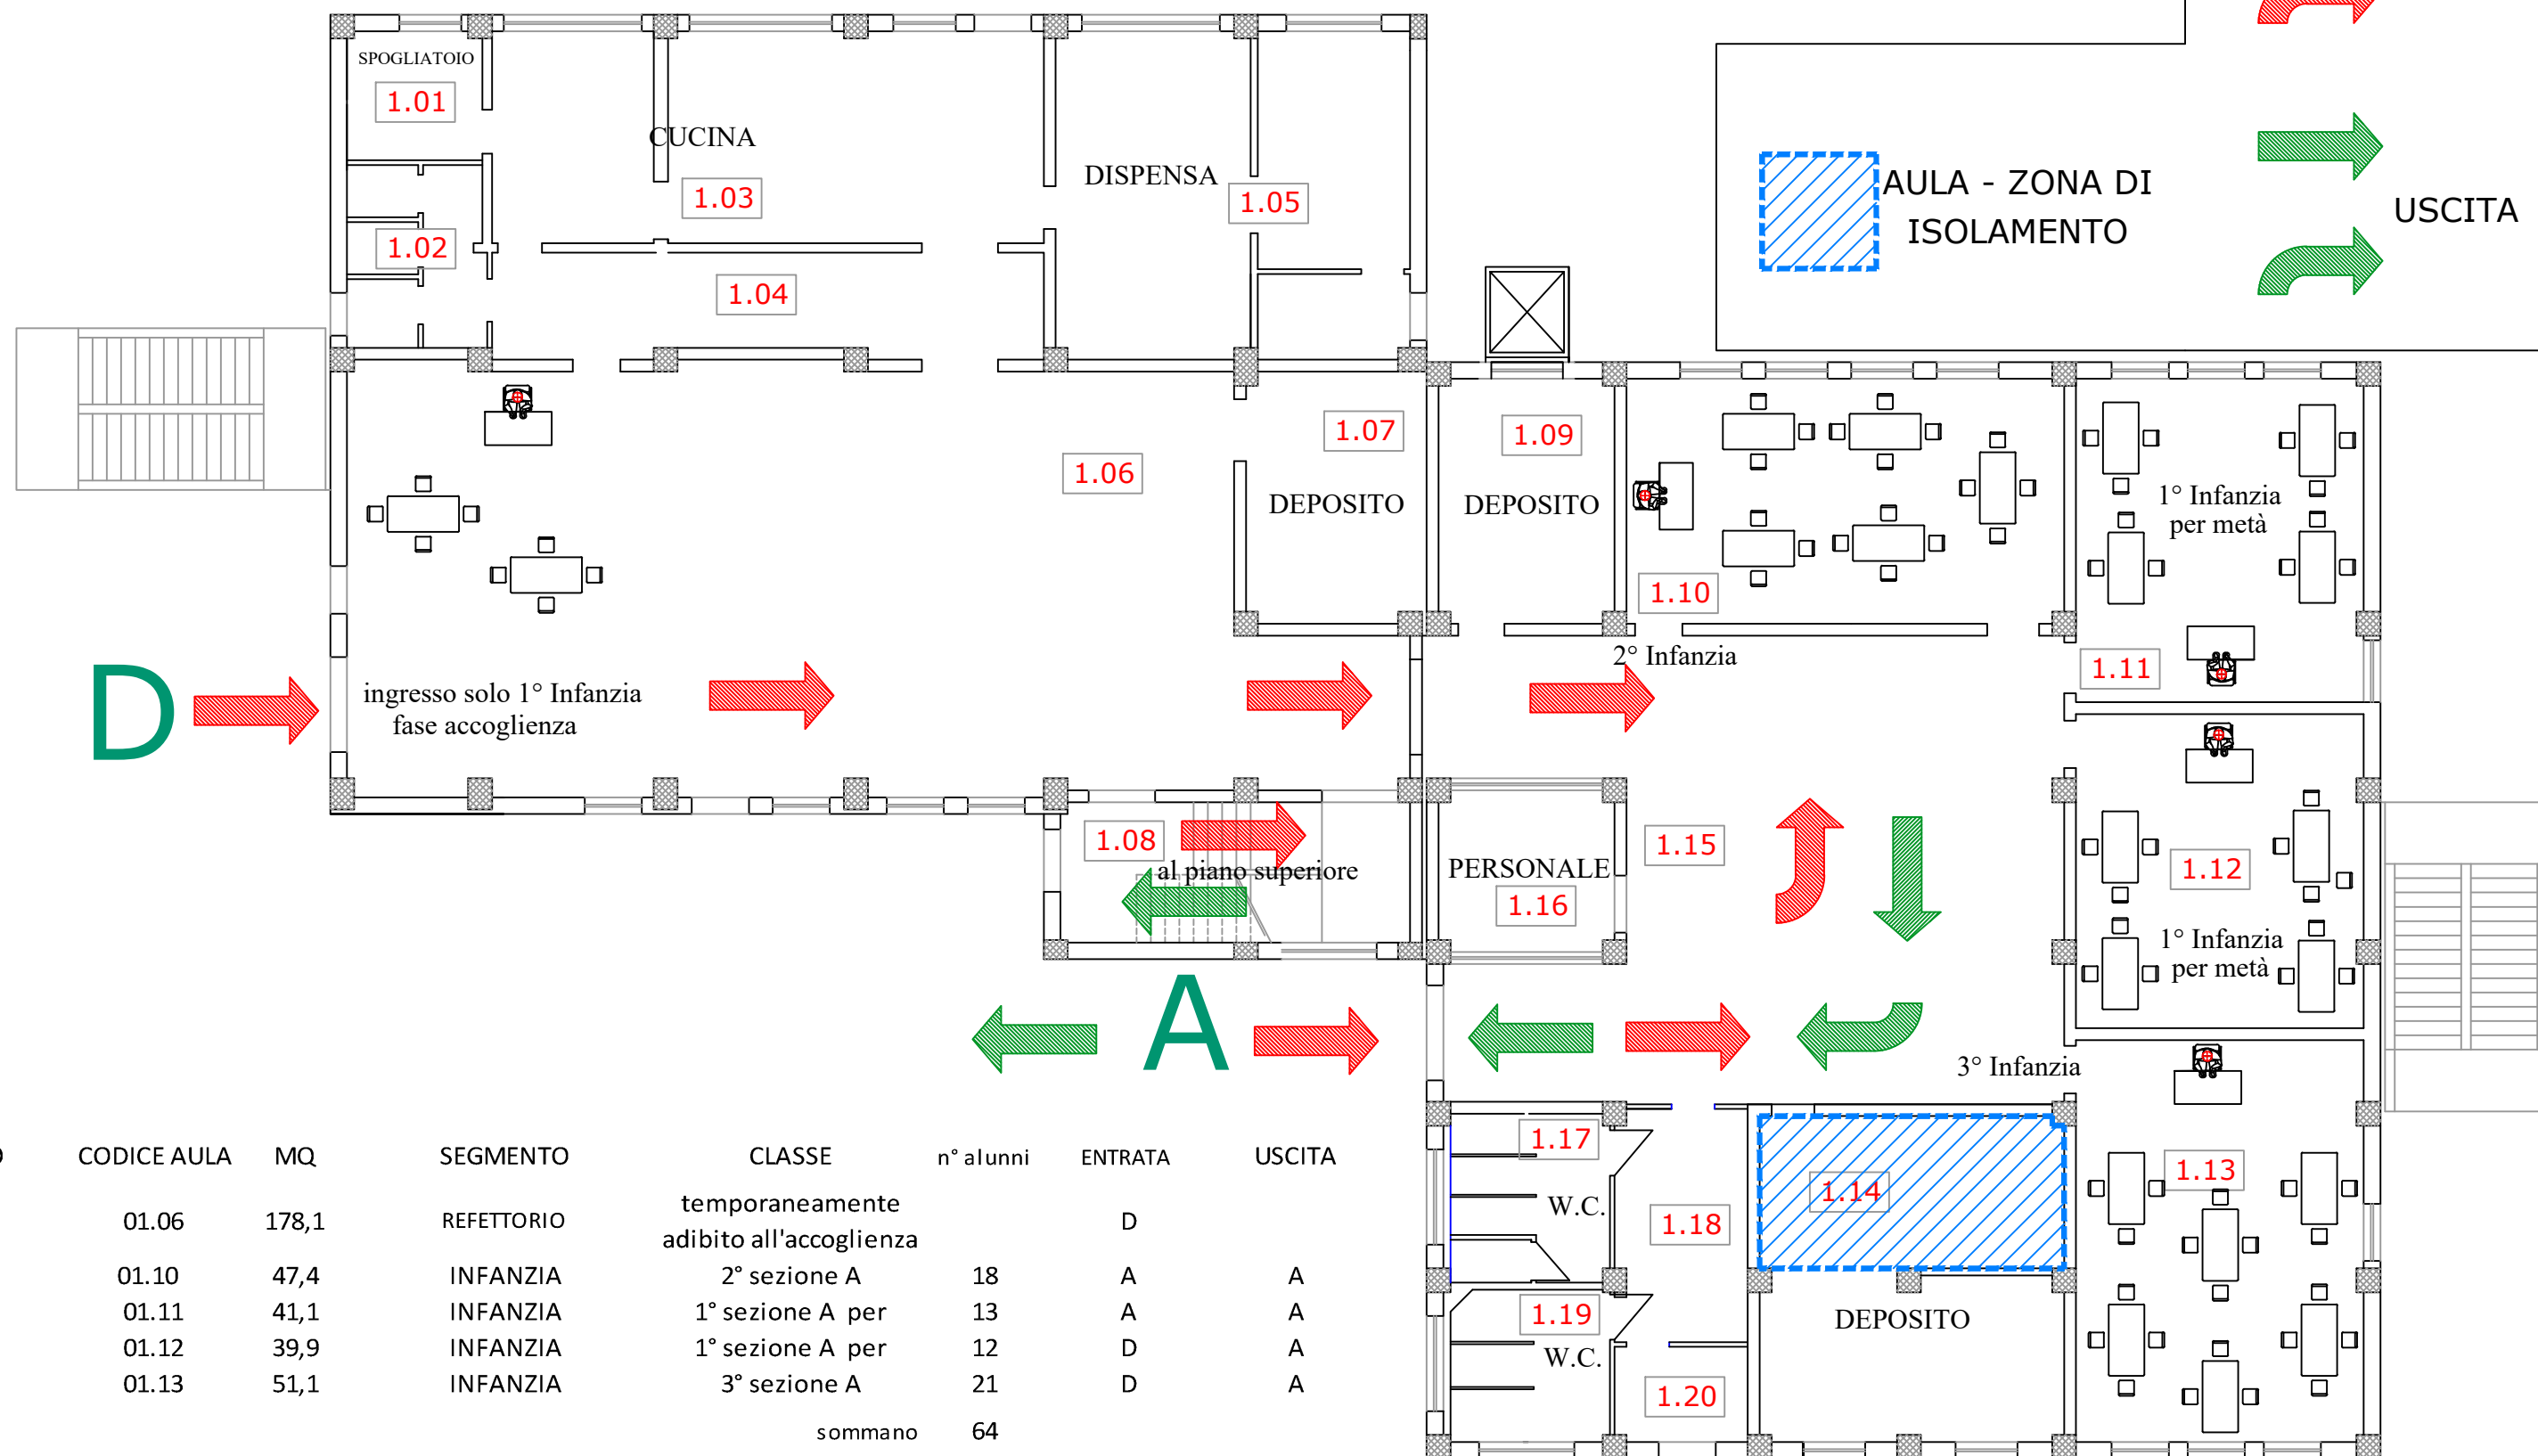 SPOGLIATOIO
1.01
CUCINA
1.03
DISPENSA
1.05
1.02
1.04
AULA - ZONA DI
ISOLAMENTO
USCITA
1.06
1.07
DEPOSITO
1.09
DEPOSITO
1.10
2° Infanzia
1° Infanzia
per metà
1.11
D
ingresso solo 1° Infanzia
fase accoglienza
1.08
al piano superiore
PERSONALE
1.16
1.15
1.12
1° Infanzia
per metà
A
3° Infanzia
1.17
W.C.
1.18
1.14
1.13
1.19
W.C.
1.20
DEPOSITO
CODICE AULA MQ SEGMENTO CLASSE n° alunni ENTRATA USCITA
01.06 178,1 REFETTORIO temporaneamente adibito all'accoglienza D
01.10 47,4 INFANZIA 2° sezione A 18 A A
01.11 41,1 INFANZIA 1° sezione A per 13 A A
01.12 39,9 INFANZIA 1° sezione A per 12 D A
01.13 51,1 INFANZIA 3° sezione A 21 D A
sommano 64